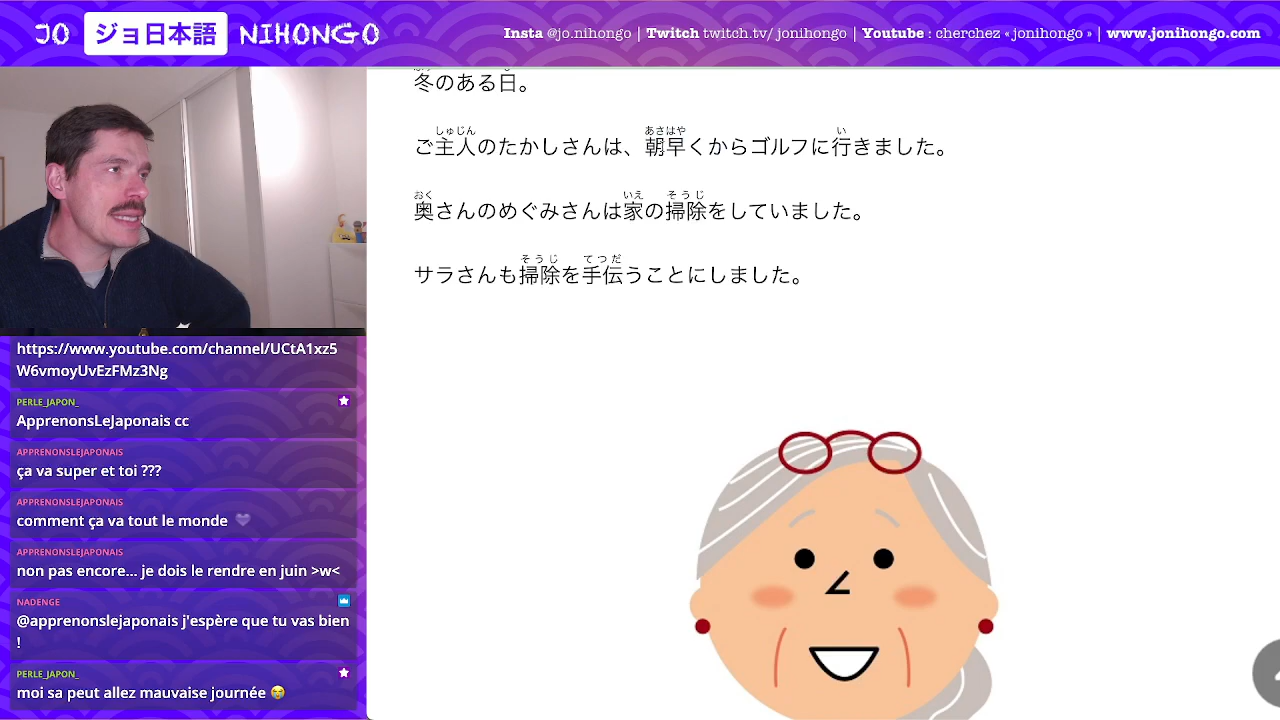 JO ジョ日本語 NIHONGO
Insta @jo.nihongo | Twitch twitch.tv/ jonihongo | Youtube : cherchez « jonihongo » | www.jonihongo.com
冬のある日。
しゅじん あさはや い
ご主人のたかしさんは、朝早くからゴルフに行きました。
おく いえ そうじ
奥さんのめぐみさんは家の掃除をしていました。
そうじ てつだ
サラさんも掃除を手伝うことにしました。
https://www.youtube.com/channel/UCtA1xz5
W6vmoyUvEzFMz3Ng
PERLE_JAPON_
ApprenonsLeJaponais cc
APPRENONSLEJAPONAIS
ça va super et toi ???
APPRENONSLEJAPONAIS
comment ça va tout le monde 💜
APPRENONSLEJAPONAIS
non pas encore... je dois le rendre en juin >w<
NADENGE
@apprenonslejaponais j'espère que tu vas bien
!
PERLE_JAPON_
moi sa peut allez mauvaise journée 😭